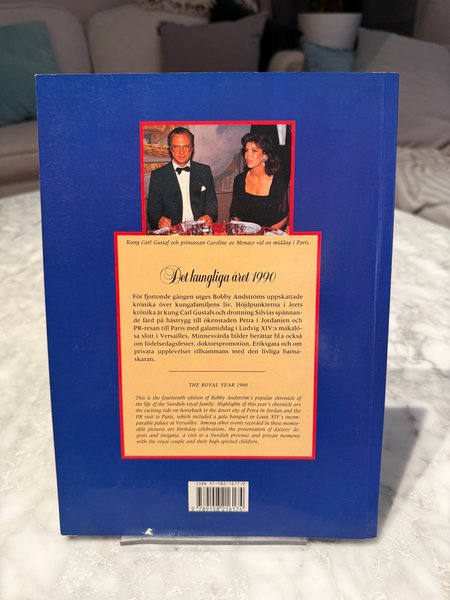 Kung Carl Gustaf och prinsessan Caroline av Monaco vid en middag i Paris.
Det kungliga året 1990
För fjortonde gången utges Bobby Andströms uppskattade
krönika över kungafamiljens liv. Höjdpunkterna i årets
krönika är kung Carl Gustafs och drottning Silvias spännan-
de färd på hästrygg till ökenstaden Petra i Jordanien och
PR-resan till Paris med galamiddag i Ludvig XIV:s makalö-
sa slott i Versailles. Minnesvärda bilder berättar bl a också
om födelsedagsfester, doktorspromotion, Eriksgata och om
privata upplevelser tillsammans med den livliga barna-
skaran.
THE ROYAL YEAR 1990
This is the fourteenth edition of Bobby Andström's popular chronicle of
the life of the Swedish royal family. Highlights of this year's chronicle are
the exciting ride on horseback to the desert city of Petra in Jordan and the
PR visit to Paris, which included a gala banquet in Louis XIV's incom-
parable palace at Versailles. Among other events recorded in these memor-
able pictures are birthday celebrations, the presentation of doctors' de-
grees and insignia, a visit to a Swedish province and private moments
with the royal couple and their high-spirited children.
ISBN 91-582-1617-0
9 789158 216174